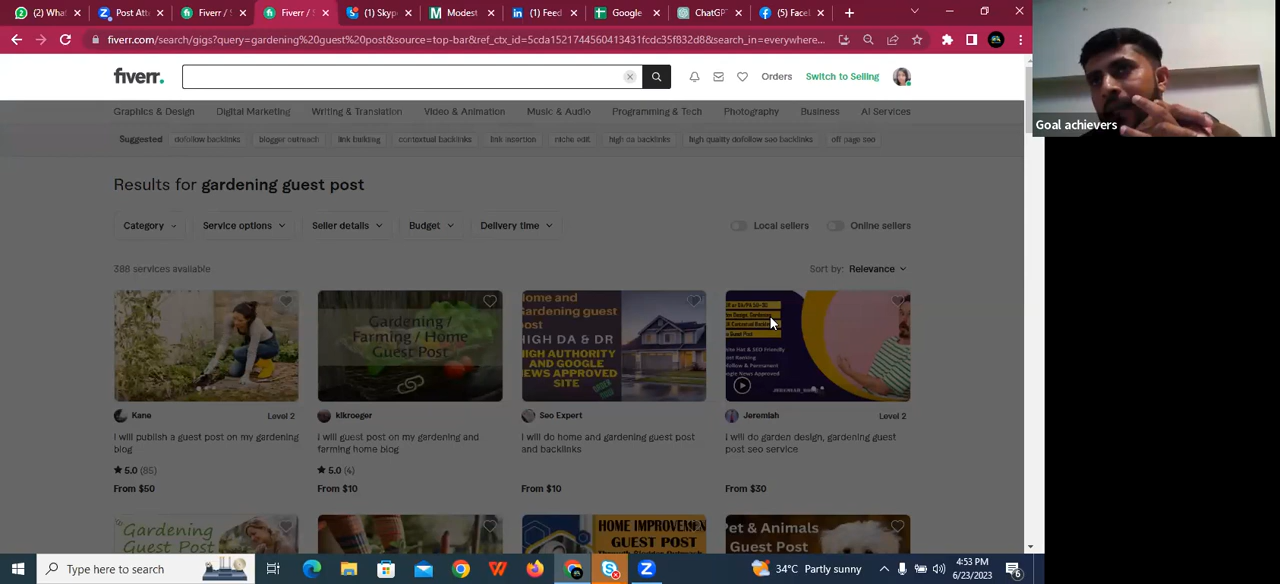 (2) What
Post Att
Fiverr / S
Fiverr / S
(1) Skyp
Modest
(1) Feed
Google
ChatGP
(5) Face
fiverr.com/search/gigs?query=gardening%20guest%20post&source=top-bar&ref_ctx_id=5cda1521744560413431fcdc35f832d8&search_in=everywhere...
fiverr.
Orders
Switch to Selling
Graphics & Design
Digital Marketing
Writing & Translation
Video & Animation
Music & Audio
Programming & Tech
Photography
Business
AI Services
Suggested
dofollow backlinks
blogger outreach
link building
contextual backlinks
link insertion
niche edit
high da backlinks
high quality dofollow seo backlinks
off page seo
Goal achievers
Results for gardening guest post
Category
Service options
Seller details
Budget
Delivery time
Local sellers
Online sellers
388 services available
Sort by: Relevance
Gardening /
Farming / Home
Guest Post
Home and
Gardening guest
post
HIGH DA & DR
HIGH AUTHORITY
AND GOOGLE
NEWS APPROVED
SITE
Kane
Level 2
I will publish a guest post on my gardening
blog
5.0 (85)
From $50
klkroeger
I will guest post on my gardening and
farming home blog
5.0 (4)
From $10
Seo Expert
I will do home and gardening guest post
and backlinks
From $10
Jeremiah
Level 2
I will do garden design, gardening guest
post seo service
From $30
Gardening
Guest Post
HOME IMPROVEMEN
GUEST POST
Pet & Animals
Guest Post
Type here to search
34°C Partly sunny
4:53 PM
6/23/2023
6